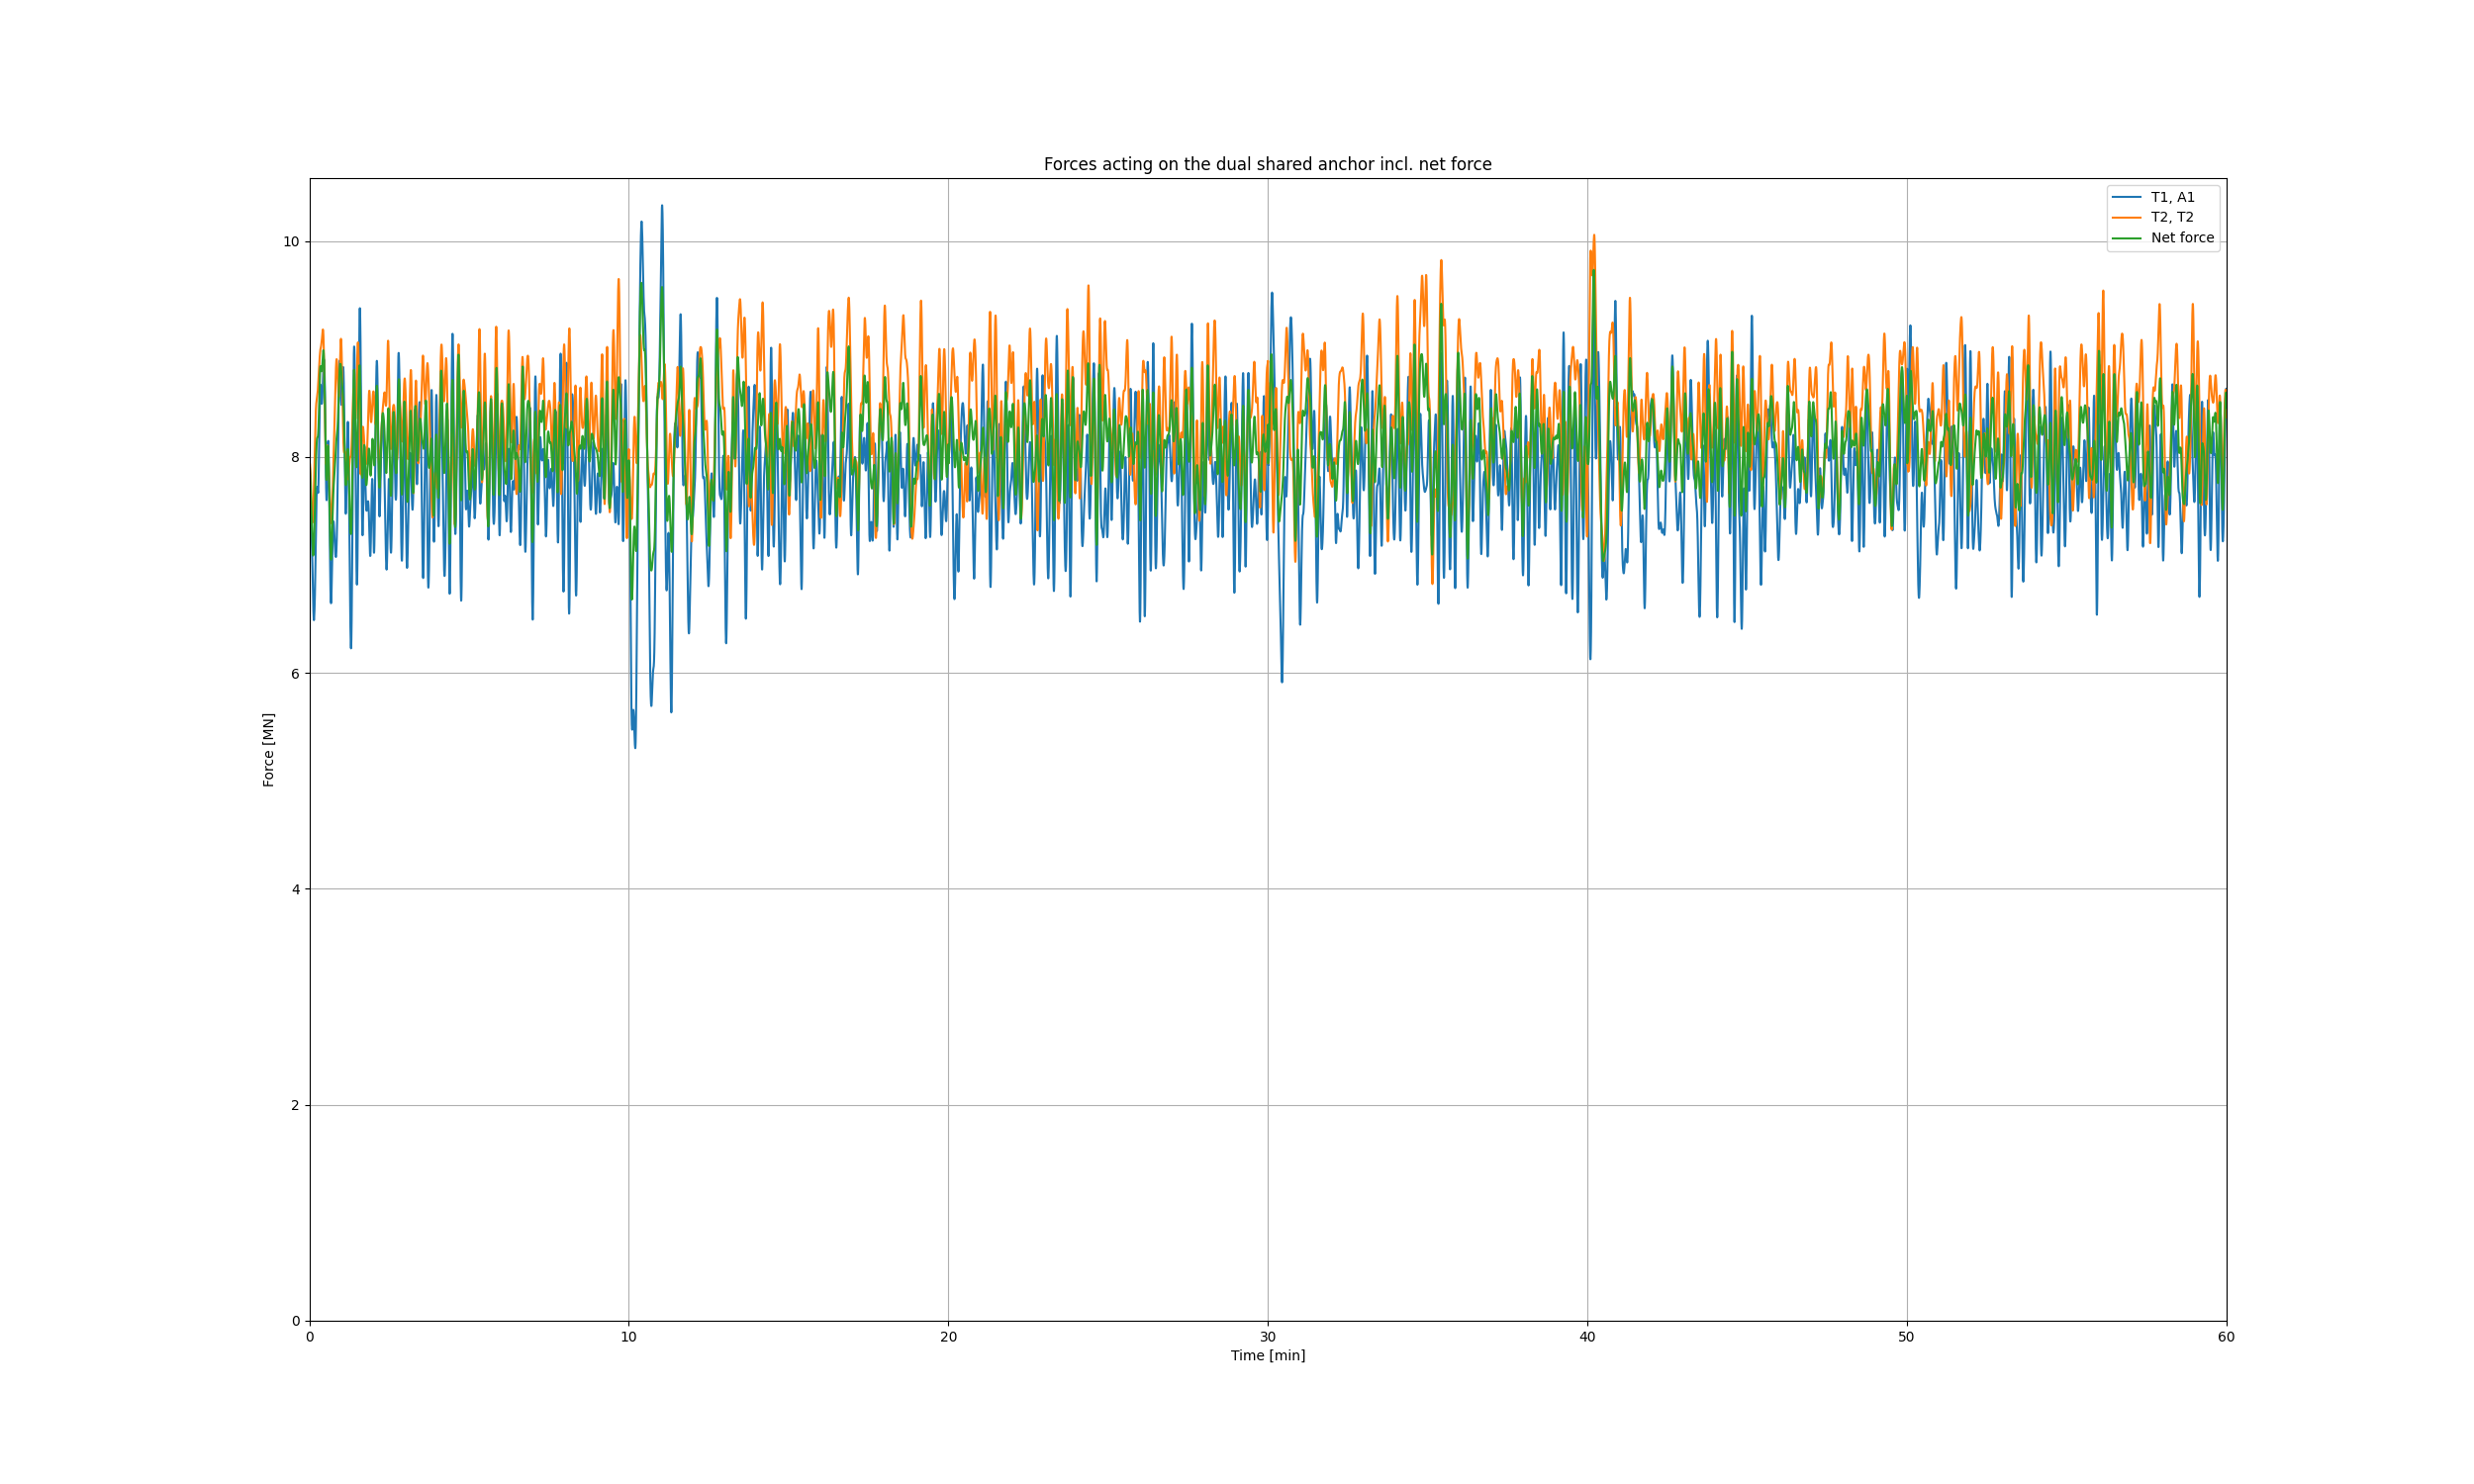 Forces acting on the dual shared anchor incl. net force
T1, A1
T2, T2
Net force
10
8
6
4
2
0
Force [MN]
0 10 20 30 40 50 60
Time [min]